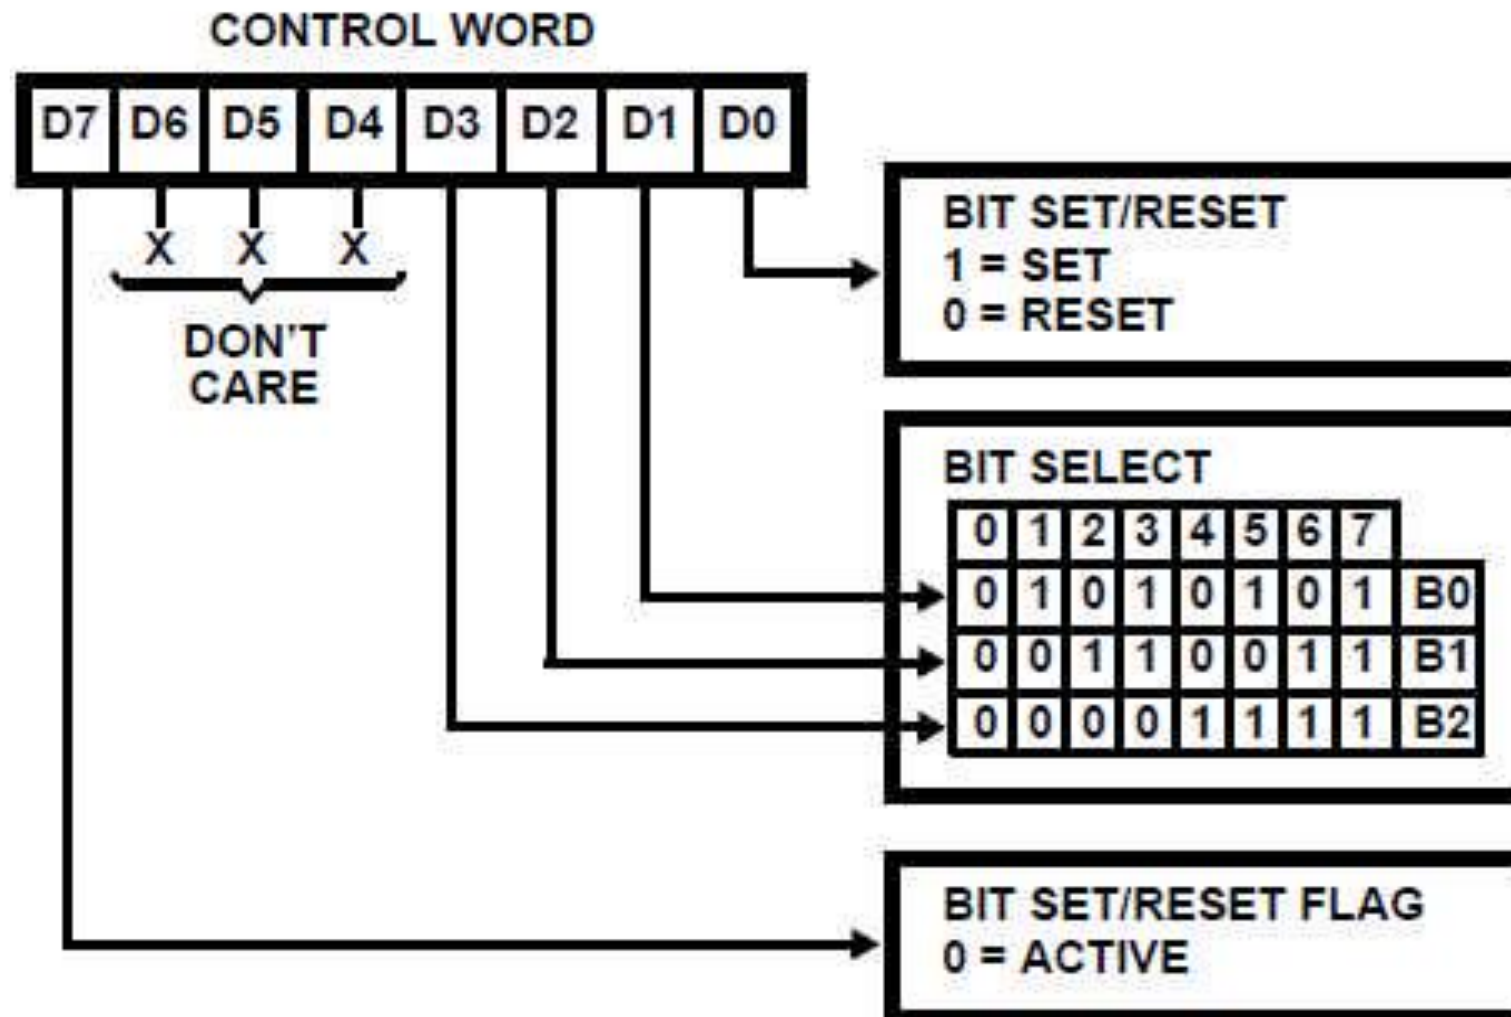 CONTROL WORD
D7 D6 D5 D4 D3 D2 D1 D0
X X X
DON'T
CARE
BIT SET/RESET
1 = SET
0 = RESET
BIT SELECT
0 1 2 3 4 5 6 7
0 1 0 1 0 1 0 1 B0
0 0 1 1 0 0 1 1 B1
0 0 0 0 1 1 1 1 B2
BIT SET/RESET FLAG
0 = ACTIVE